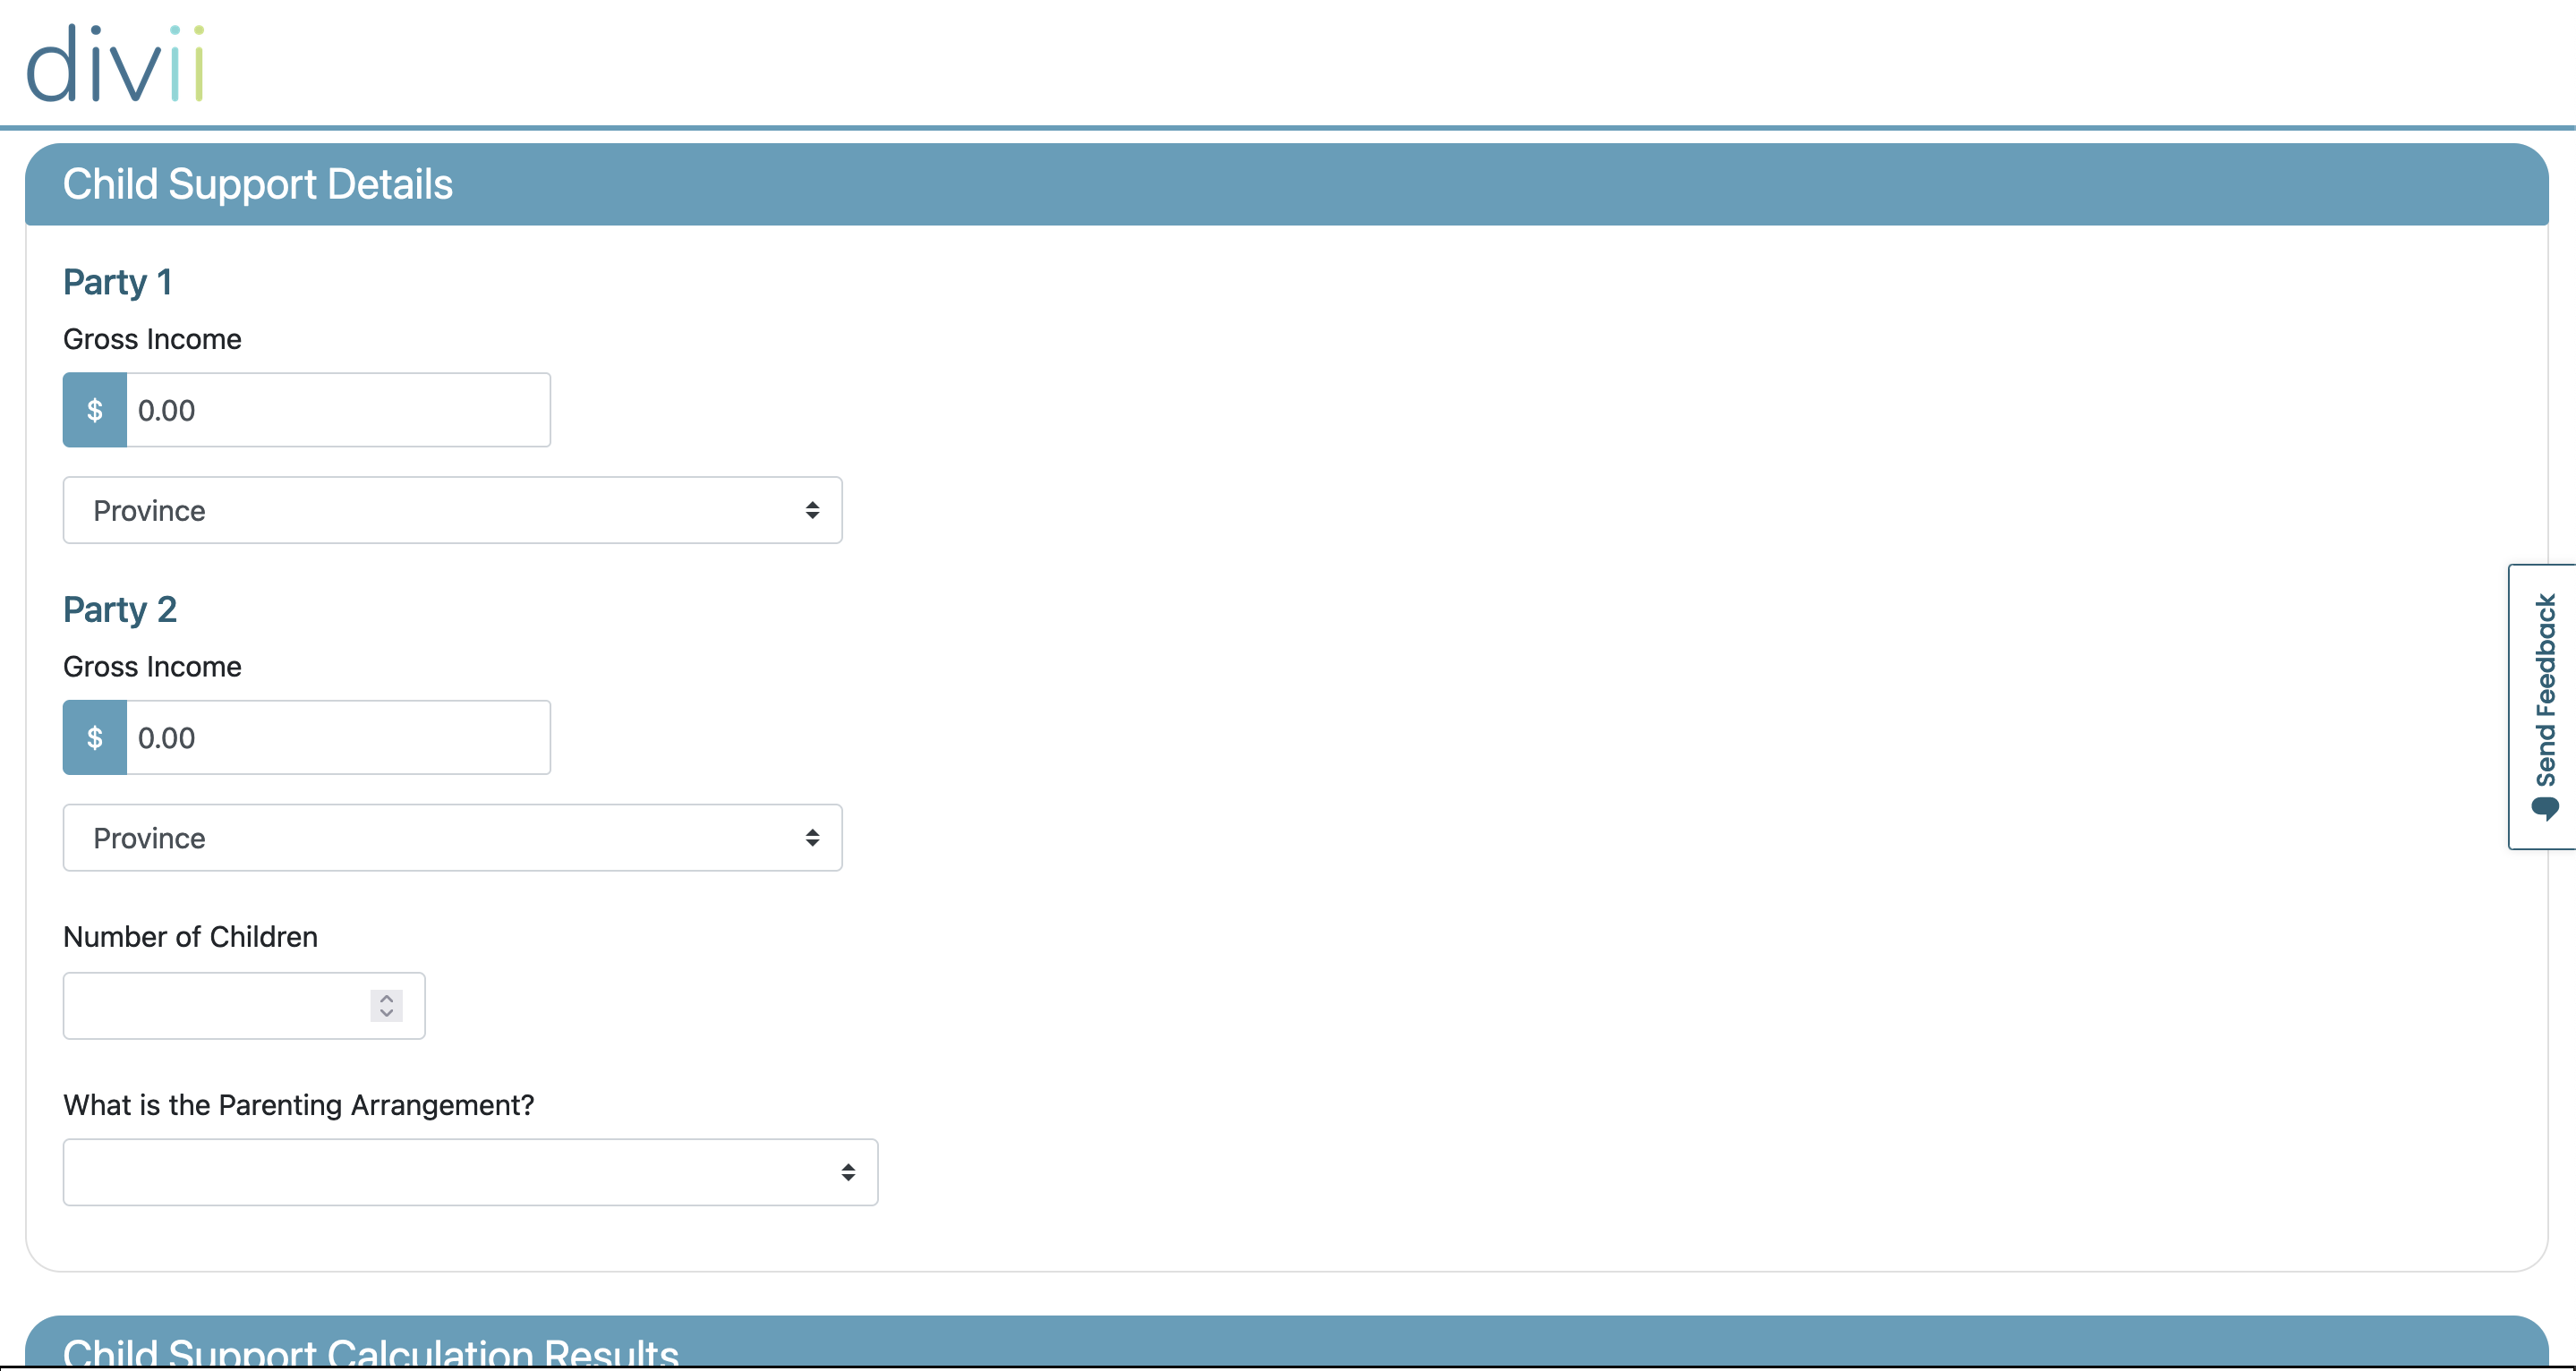 divii
Child Support Details
Party 1
Gross Income
$ 0.00
Province
Party 2
Gross Income
$ 0.00
Province
Number of Children
What is the Parenting Arrangement?
Send Feedback
Child Support Calculation Results